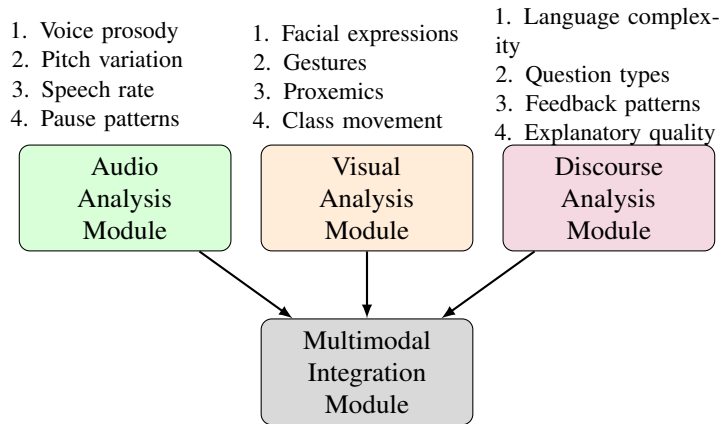 1. Voice prosody
2. Pitch variation
3. Speech rate
4. Pause patterns
1. Facial expressions
2. Gestures
3. Proxemics
4. Class movement
1. Language complex-
ity
2. Question types
3. Feedback patterns
4. Explanatory quality
Audio
Analysis
Module
Visual
Analysis
Module
Discourse
Analysis
Module
Multimodal
Integration
Module